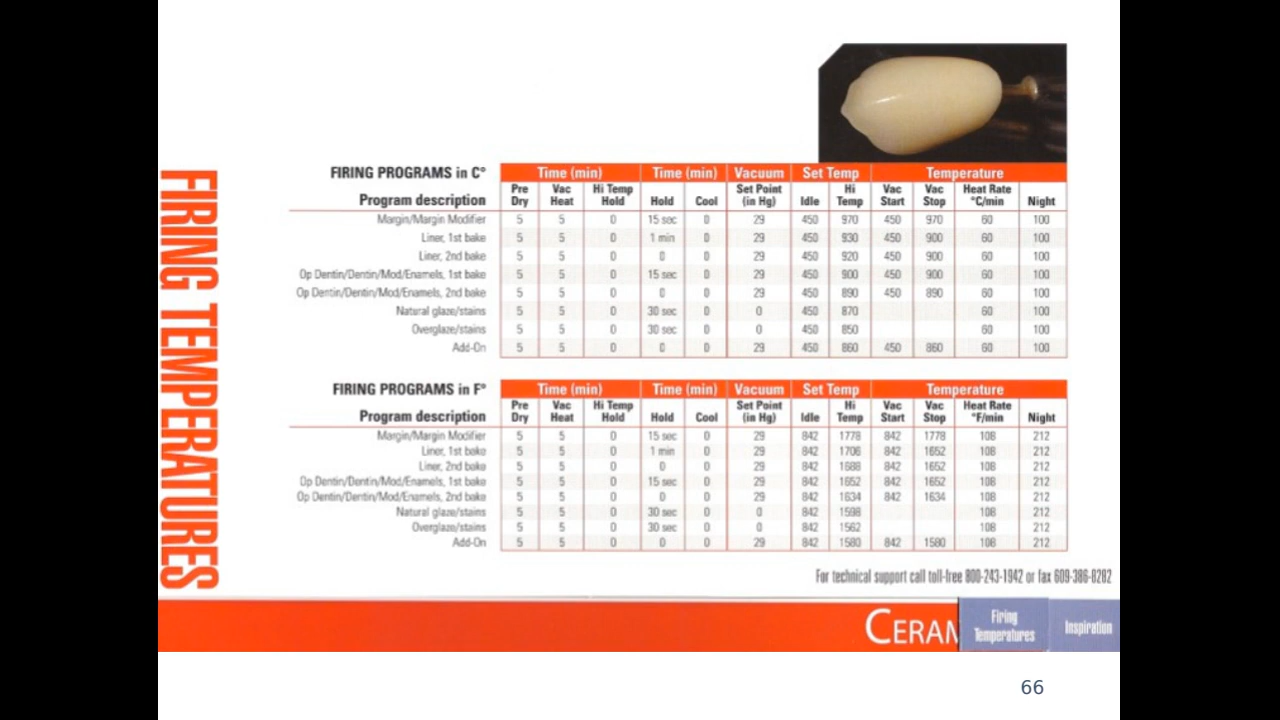 FIRING TEMPERATURES
FIRING PROGRAMS in C° Time (min) Time (min) Vacuum Set Temp Temperature
Program description Pre Dry Vac Heat Hi Temp Hold Hold Cool Set Point (in Hg) Idle Hi Temp Vac Start Vac Stop Heat Rate °C/min Night
Margin/Margin Modifier 5 5 0 15 sec 0 29 450 970 450 970 60 100
Liner, 1st bake 5 5 0 1 min 0 29 450 930 450 900 60 100
Liner, 2nd bake 5 5 0 0 0 29 450 920 450 900 60 100
Op Dentin/Dentin/Mod/Enamels, 1st bake 5 5 0 15 sec 0 29 450 900 450 900 60 100
Op Dentin/Dentin/Mod/Enamels, 2nd bake 5 5 0 0 0 29 450 890 450 890 60 100
Natural glaze/stains 5 5 0 30 sec 0 0 450 870 60 100
Overglaze/stains 5 5 0 30 sec 0 0 450 850 60 100
Add-On 5 5 0 0 0 29 450 860 450 860 60 100
FIRING PROGRAMS in F° Time (min) Time (min) Vacuum Set Temp Temperature
Program description Pre Dry Vac Heat Hi Temp Hold Hold Cool Set Point (in Hg) Idle Hi Temp Vac Start Vac Stop Heat Rate °F/min Night
Margin/Margin Modifier 5 5 0 15 sec 0 29 842 1778 842 1778 108 212
Liner, 1st bake 5 5 0 1 min 0 29 842 1706 842 1652 108 212
Liner, 2nd bake 5 5 0 0 0 29 842 1688 842 1652 108 212
Op Dentin/Dentin/Mod/Enamels, 1st bake 5 5 0 15 sec 0 29 842 1652 842 1652 108 212
Op Dentin/Dentin/Mod/Enamels, 2nd bake 5 5 0 0 0 29 842 1634 842 1634 108 212
Natural glaze/stains 5 5 0 30 sec 0 0 842 1598 108 212
Overglaze/stains 5 5 0 30 sec 0 0 842 1562 108 212
Add-On 5 5 0 0 0 29 842 1580 842 1580 108 212
For technical support call toll-free 800-243-1942 or fax 609-386-8282
CERAM
Firing Temperatures
Inspiration
66